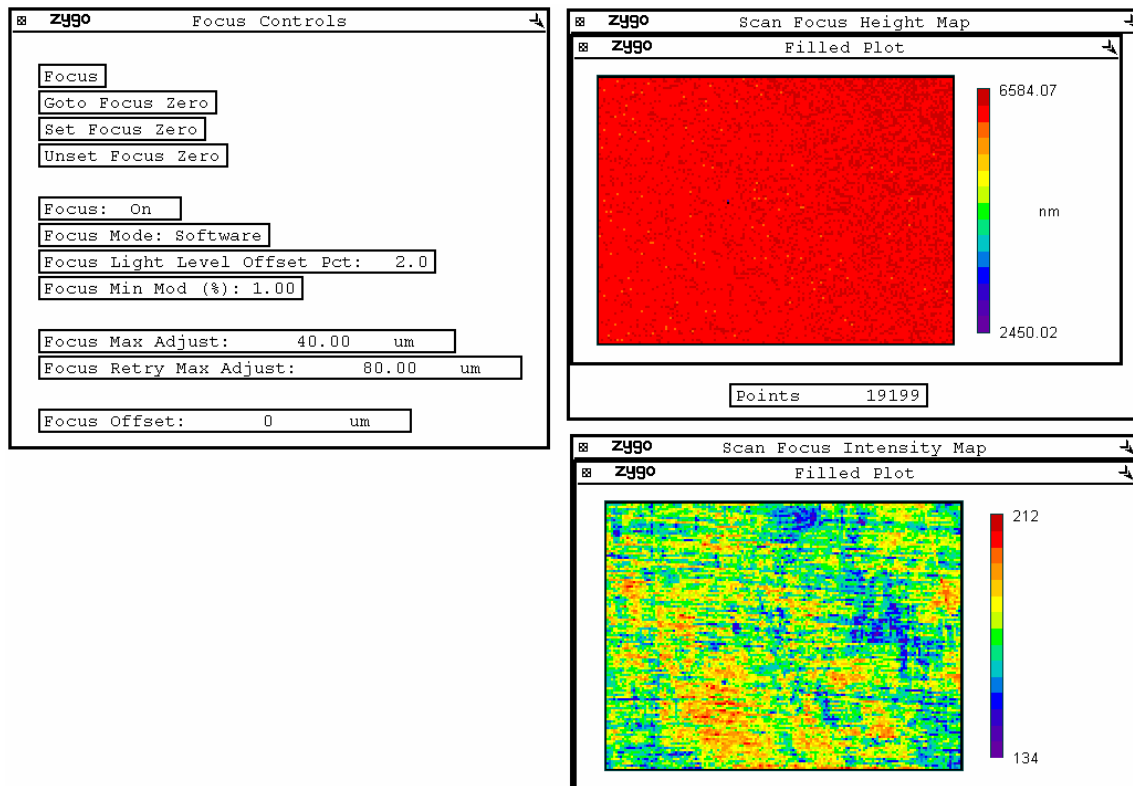 zygo Focus Controls
Focus
Goto Focus Zero
Set Focus Zero
Unset Focus Zero
Focus: On
Focus Mode: Software
Focus Light Level Offset Pct: 2.0
Focus Min Mod (%): 1.00
Focus Max Adjust: 40.00 um
Focus Retry Max Adjust: 80.00 um
Focus Offset: 0 um
zygo Scan Focus Height Map
zygo Filled Plot
6584.07
nm
2450.02
Points 19199
zygo Scan Focus Intensity Map
zygo Filled Plot
212
134